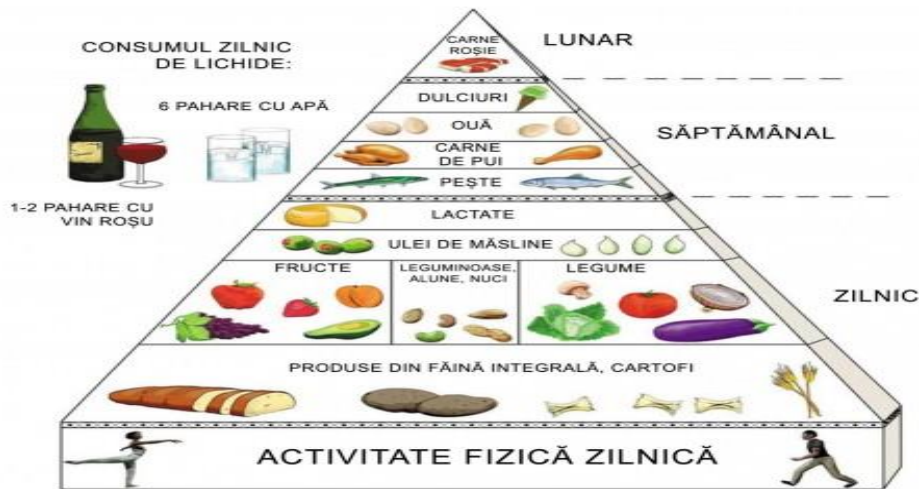 CONSUMUL ZILNIC
DE LICHIDE:
6 PAHARE CU APĂ
1-2 PAHARE CU
VIN ROȘU
CARNE
ROȘIE
LUNAR
DULCIURI
OUĂ
CARNE
DE PUI
PEȘTE
SĂPTĂMÂNAL
LACTATE
ULEI DE MĂSLINE
FRUCTE
LEGUMINOASE,
ALUNE, NUCI
LEGUME
ZILNIC
PRODUSE DIN FĂINĂ INTEGRALĂ, CARTOFI
ACTIVITATE FIZICĂ ZILNICĂ